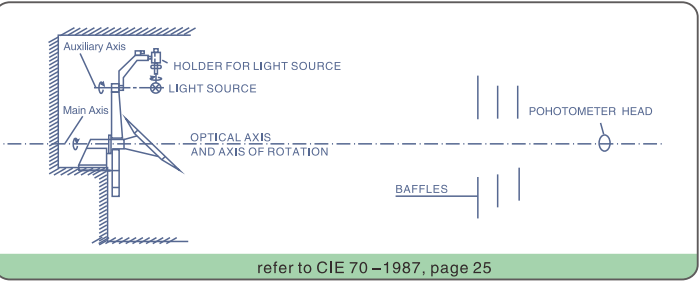 Auxiliary Axis
HOLDER FOR LIGHT SOURCE
LIGHT SOURCE
Main Axis
POHOTOMETER HEAD
OPTICAL AXIS
AND AXIS OF ROTATION
BAFFLES
refer to CIE 70 –1987, page 25